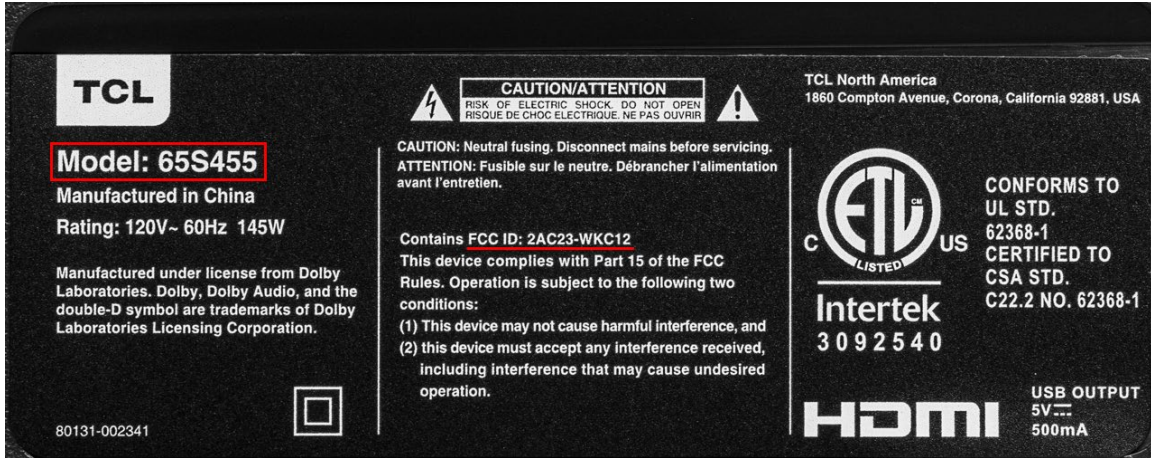 TCL
Model: 65S455
Manufactured in China
Rating: 120V~ 60Hz 145W
Manufactured under license from Dolby
Laboratories. Dolby, Dolby Audio, and the
double-D symbol are trademarks of Dolby
Laboratories Licensing Corporation.
80131-002341
CAUTION/ATTENTION
RISK OF ELECTRIC SHOCK. DO NOT OPEN
RISQUE DE CHOC ELECTRIQUE. NE PAS OUVRIR
CAUTION: Neutral fusing. Disconnect mains before servicing.
ATTENTION: Fusible sur le neutre. Débrancher l'alimentation
avant l'entretien.
Contains FCC ID: 2AC23-WKC12
This device complies with Part 15 of the FCC
Rules. Operation is subject to the following two
conditions:
(1) This device may not cause harmful interference, and
(2) this device must accept any interference received,
including interference that may cause undesired
operation.
TCL North America
1860 Compton Avenue, Corona, California 92881, USA
ETL CM
C US
LISTED
Intertek
3092540
CONFORMS TO
UL STD.
62368-1
CERTIFIED TO
CSA STD.
C22.2 NO. 62368-1
HDMI
USB OUTPUT
5V⎓
500mA